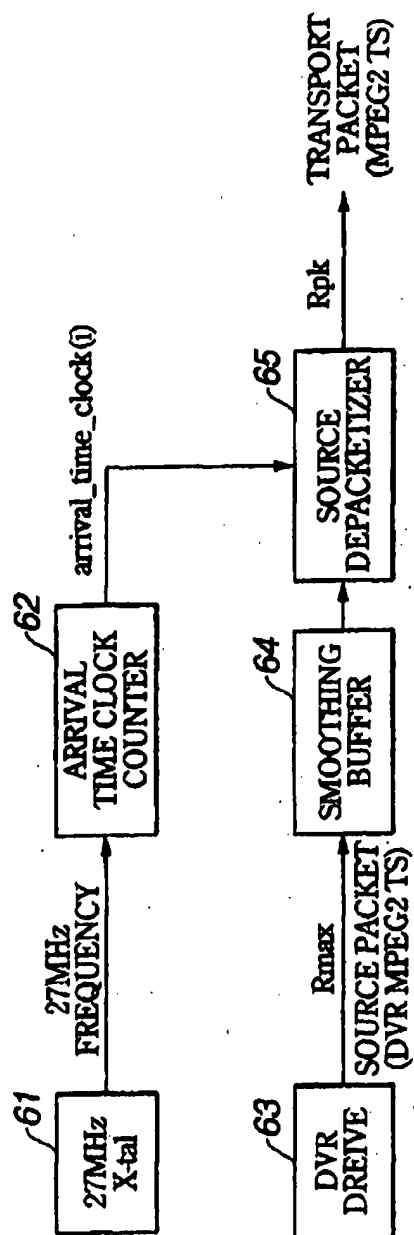 61
27MHz
X-tal
27MHz
FREQUENCY
62
ARRIVAL
TIME CLOCK
COUNTER
arrival_time_clock(i)
63
DVR
DREIVE
Rmax
SOURCE PACKET
(DVR MPEG2 TS)
64
SMOOTHING
BUFFER
65
SOURCE
DEPACKETIZER
Rpk
TRANSPORT
PACKET
(MPEG2 TS)